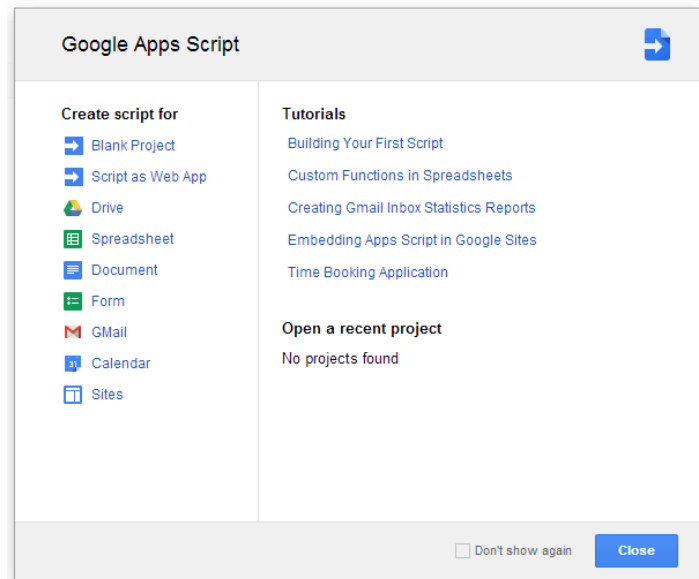 Google Apps Script
Create script for
Blank Project
Script as Web App
Drive
Spreadsheet
Document
Form
GMail
31
Calendar
Sites
Tutorials
Building Your First Script
Custom Functions in Spreadsheets
Creating Gmail Inbox Statistics Reports
Embedding Apps Script in Google Sites
Time Booking Application
Open a recent project
No projects found
Don't show again
Close